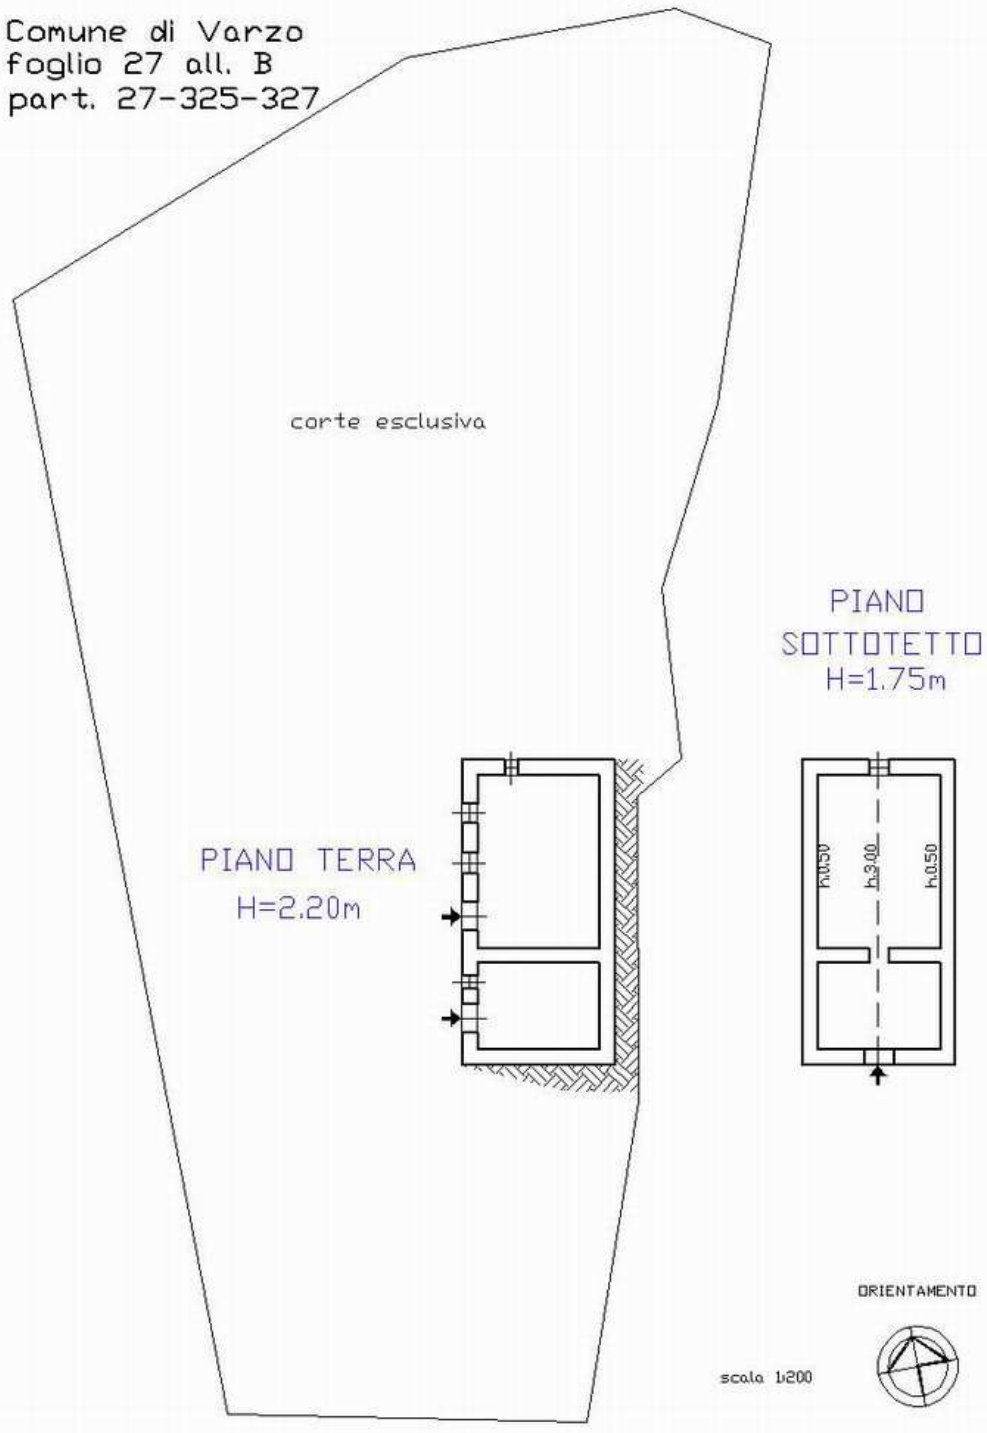 Comune di Varzo
foglio 27 all. B
part. 27-325-327
corte esclusiva
PIANO
SOTTOTETTO
H=1.75m
PIANO TERRA
H=2.20m
h.0.50
h.3.00
h.0.50
ORIENTAMENTO
scala 1:200